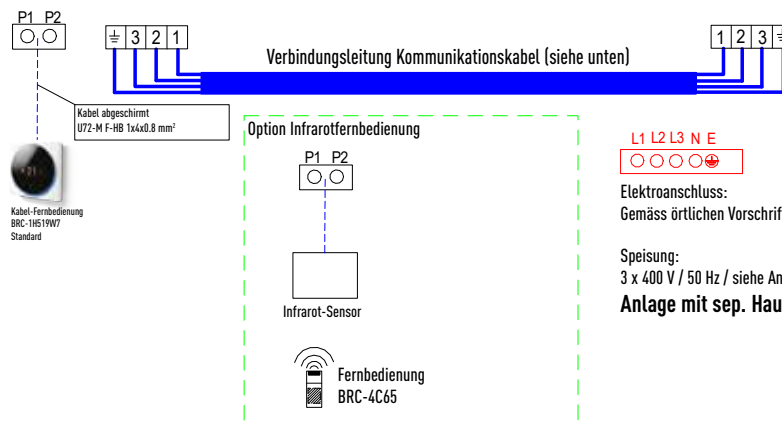 P1 P2
3 2 1
Verbindungsleitung Kommunikationskabel (siehe unten)
1 2 3
Kabel abgeschirmt
U72-M F-HB 1x4x0.8 mm²
Kabel-Fernbedienung
BRC-1H519W7
Standard
Option Infrarotfernbedienung
P1 P2
Infrarot-Sensor
Fernbedienung
BRC-4C65
L1 L2 L3 N E
Elektroanschluss:
Gemäss örtlichen Vorschrif
Speisung:
3 x 400 V / 50 Hz / siehe An
Anlage mit sep. Hau